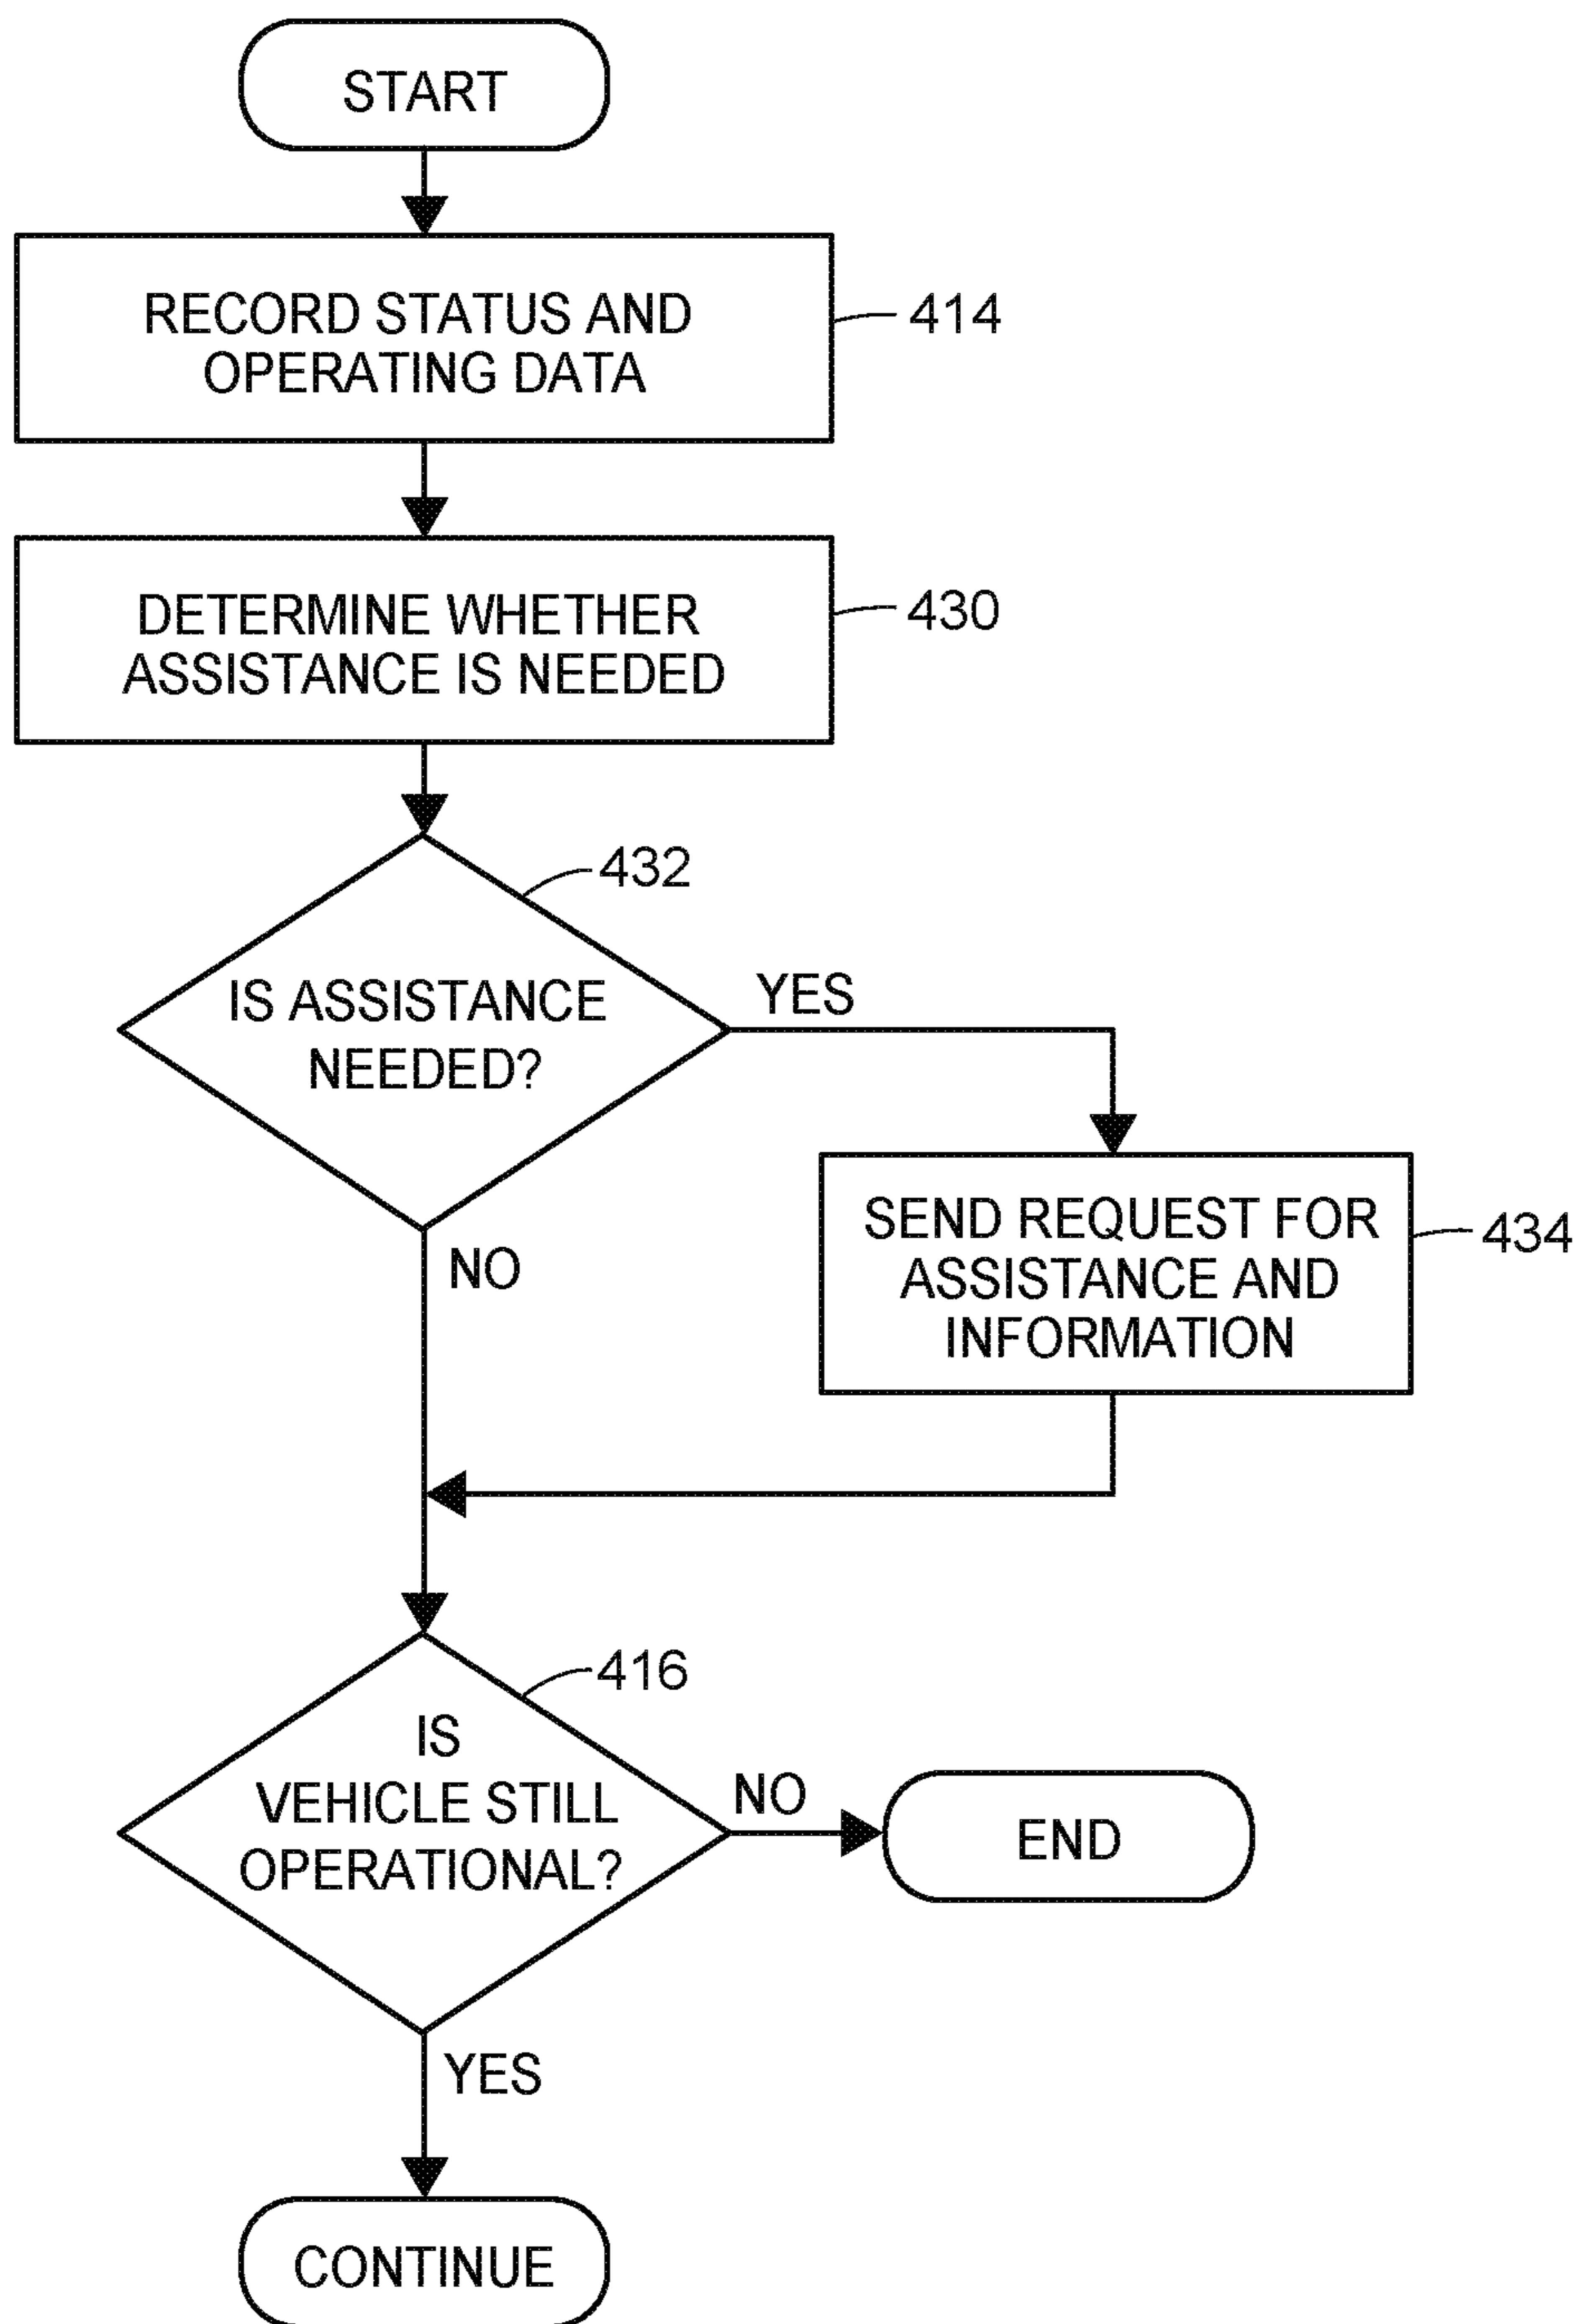 START
RECORD STATUS AND
OPERATING DATA
414
DETERMINE WHETHER
ASSISTANCE IS NEEDED
430
432
IS ASSISTANCE
NEEDED?
YES
NO
SEND REQUEST FOR
ASSISTANCE AND
INFORMATION
434
416
IS
VEHICLE STILL
OPERATIONAL?
NO
END
YES
CONTINUE